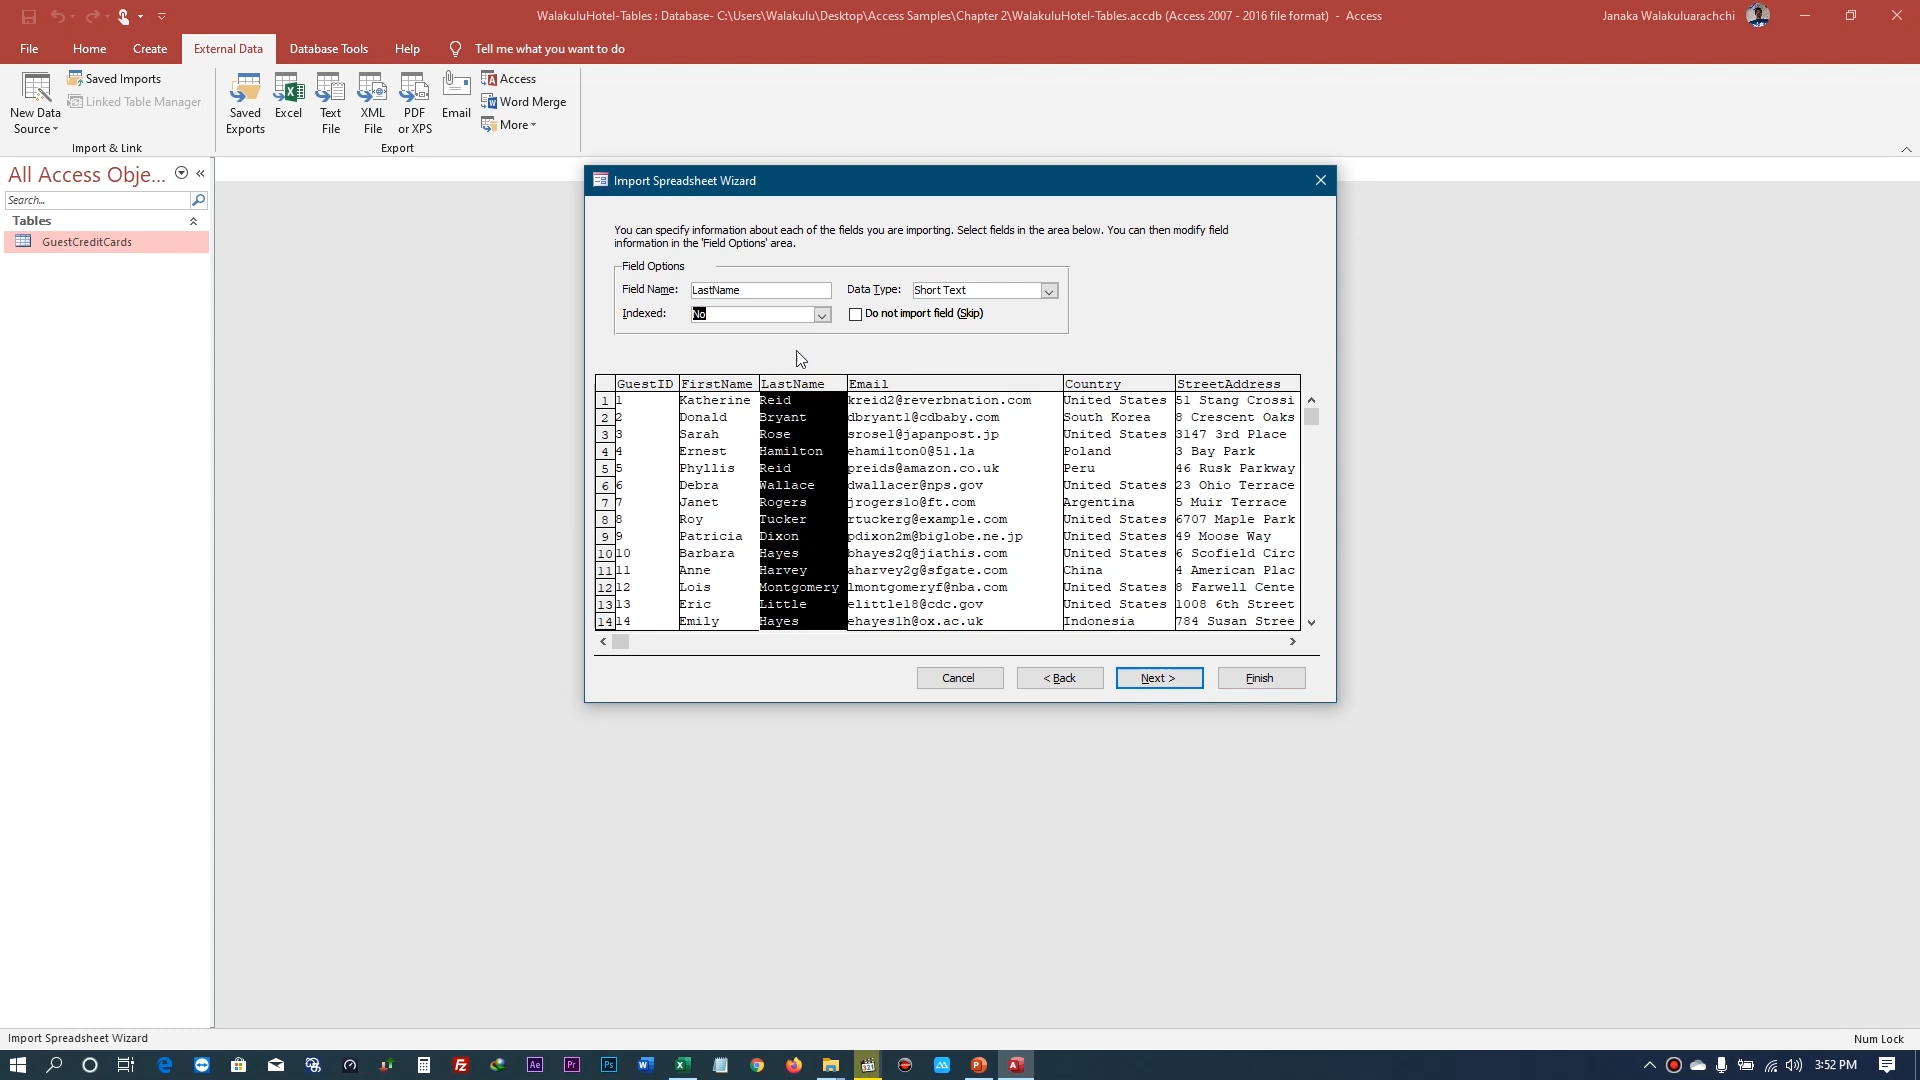 WalakuluHotel-Tables : Database- C:\Users\Walakulu\Desktop\Access Samples\Chapter 2\WalakuluHotel-Tables.accdb (Access 2007 - 2016 file format) - Access
Janaka Walakuluarachchi
File Home Create External Data Database Tools Help Tell me what you want to do
New Data Source
Saved Imports
Linked Table Manager
Import & Link
Saved Exports
Excel
Text File
XML File
PDF or XPS
Email
Access
Word Merge
More
Export
All Access Obje...
Search...
Tables
GuestCreditCards
Import Spreadsheet Wizard
You can specify information about each of the fields you are importing. Select fields in the area below. You can then modify field
information in the 'Field Options' area.
Field Options
Field Name: LastName Data Type: Short Text
Indexed: No Do not import field (Skip)
GuestID FirstName LastName Email Country StreetAddress
1 1 Katherine Reid kreid2@reverbnation.com United States 51 Stang Crossi
2 2 Donald Bryant dbryant1@cdbaby.com South Korea 8 Crescent Oaks
3 3 Sarah Rose srosel@japanpost.jp United States 3147 3rd Place
4 4 Ernest Hamilton ehamilton0@51.la Poland 3 Bay Park
5 5 Phyllis Reid preids@amazon.co.uk Peru 46 Rusk Parkway
6 6 Debra Wallace dwallacer@nps.gov United States 23 Ohio Terrace
7 7 Janet Rogers jrogers1o@ft.com Argentina 5 Muir Terrace
8 8 Roy Tucker rtuckerg@example.com United States 6707 Maple Park
9 9 Patricia Dixon pdixon2m@biglobe.ne.jp United States 49 Moose Way
10 10 Barbara Hayes bhayes2q@jiathis.com United States 6 Scofield Circ
11 11 Anne Harvey aharvey2g@sfgate.com China 4 American Plac
12 12 Lois Montgomery lmontgomeryf@nba.com United States 8 Farwell Cente
13 13 Eric Little elittle18@cdc.gov United States 1008 6th Street
14 14 Emily Hayes ehayes1h@ox.ac.uk Indonesia 784 Susan Stree
Cancel < Back Next > Finish
Import Spreadsheet Wizard
Num Lock
Ae Pr Ps
3:52 PM